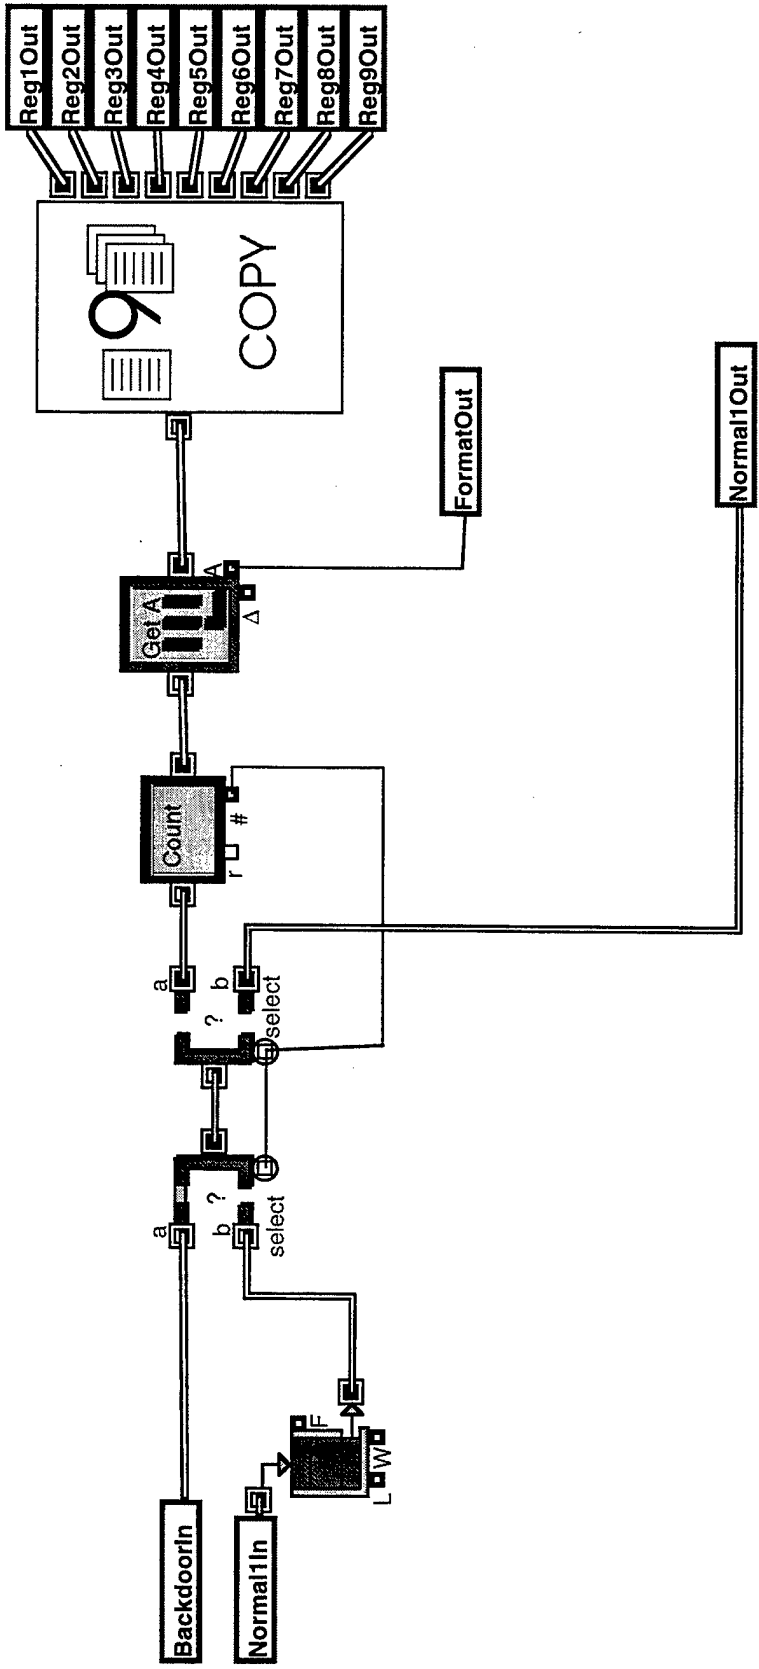 BackdoorIn
Normal1In
L
W
F
a
?
b
select
a
?
b
select
Count
r
#
Get A
Δ
A
9
COPY
FormatOut
Normal1Out
Reg1Out
Reg2Out
Reg3Out
Reg4Out
Reg5Out
Reg6Out
Reg7Out
Reg8Out
Reg9Out